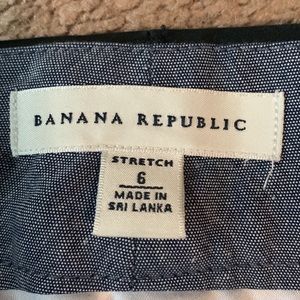 BANANA REPUBLIC
STRETCH
6
MADE IN
SRI LANKA